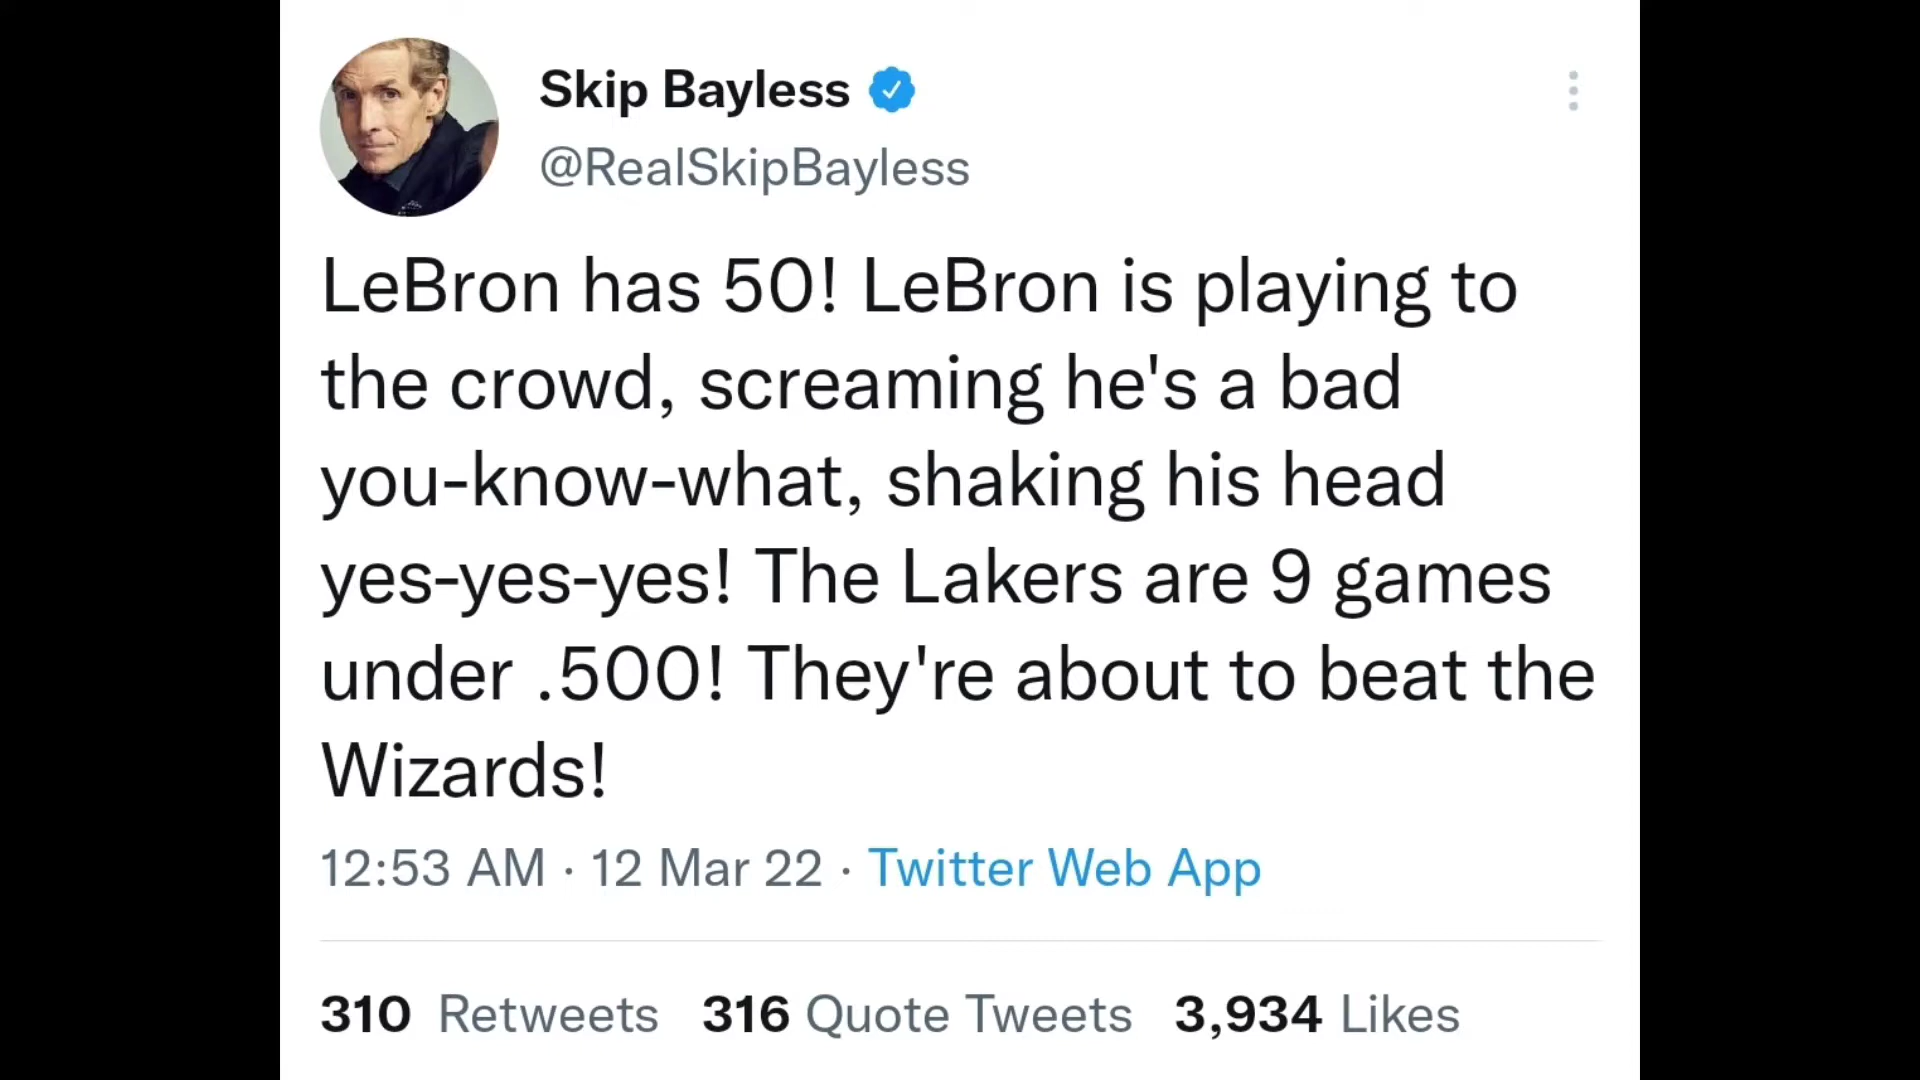 Skip Bayless
@RealSkipBayless
LeBron has 50! LeBron is playing to
the crowd, screaming he's a bad
you-know-what, shaking his head
yes-yes-yes! The Lakers are 9 games
under .500! They're about to beat the
Wizards!
12:53 AM · 12 Mar 22 · Twitter Web App
310 Retweets 316 Quote Tweets 3,934 Likes